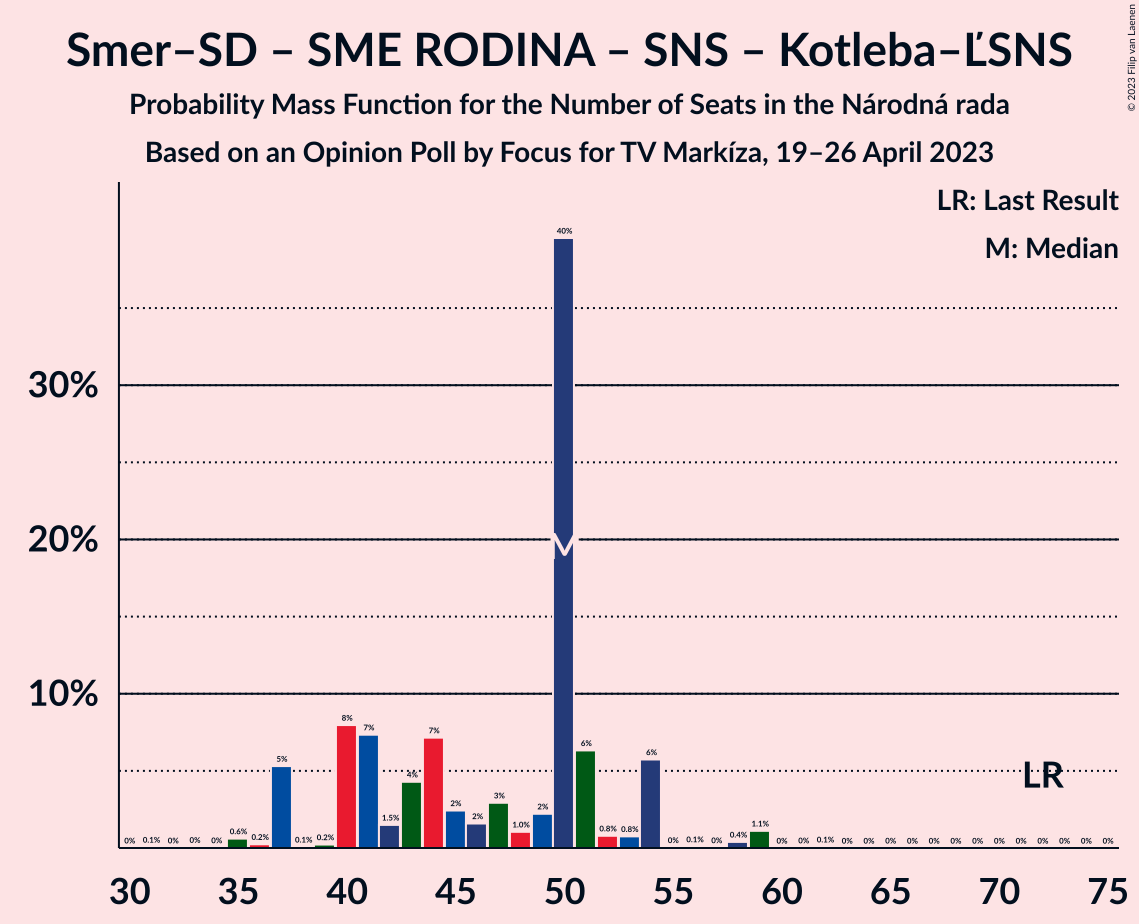 Smer–SD – SME RODINA – SNS – Kotleba–ĽSNS
Probability Mass Function for the Number of Seats in the Národná rada
Based on an Opinion Poll by Focus for TV Markíza, 19–26 April 2023
© 2023 Filip van Laenen
LR: Last Result
M: Median
30%
20%
10%
0% 0.1% 0% 0% 0% 0.6% 0.2% 5% 0.1% 0.2% 8% 7% 1.5% 4% 7% 2% 2% 3% 1.0% 2% 40% 6% 0.8% 0.8% 6% 0% 0.1% 0% 0.4% 1.1% 0% 0% 0.1% 0% 0% 0% 0% 0% 0% 0% 0% 0% 0% 0% 0% 0%
M
LR
30 35 40 45 50 55 60 65 70 75